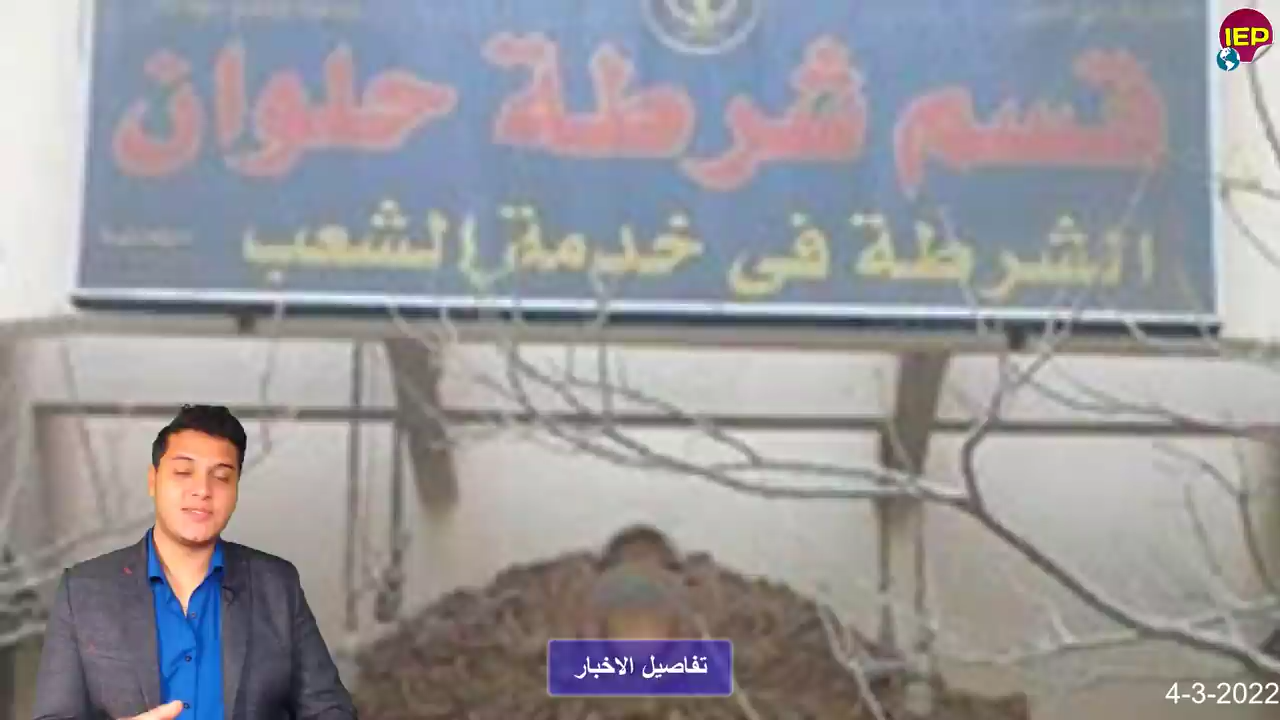 IEP
قسم شرطة حلوان
الشرطة فى خدمة الشعب
تفاصيل الاخبار
4-3-2022